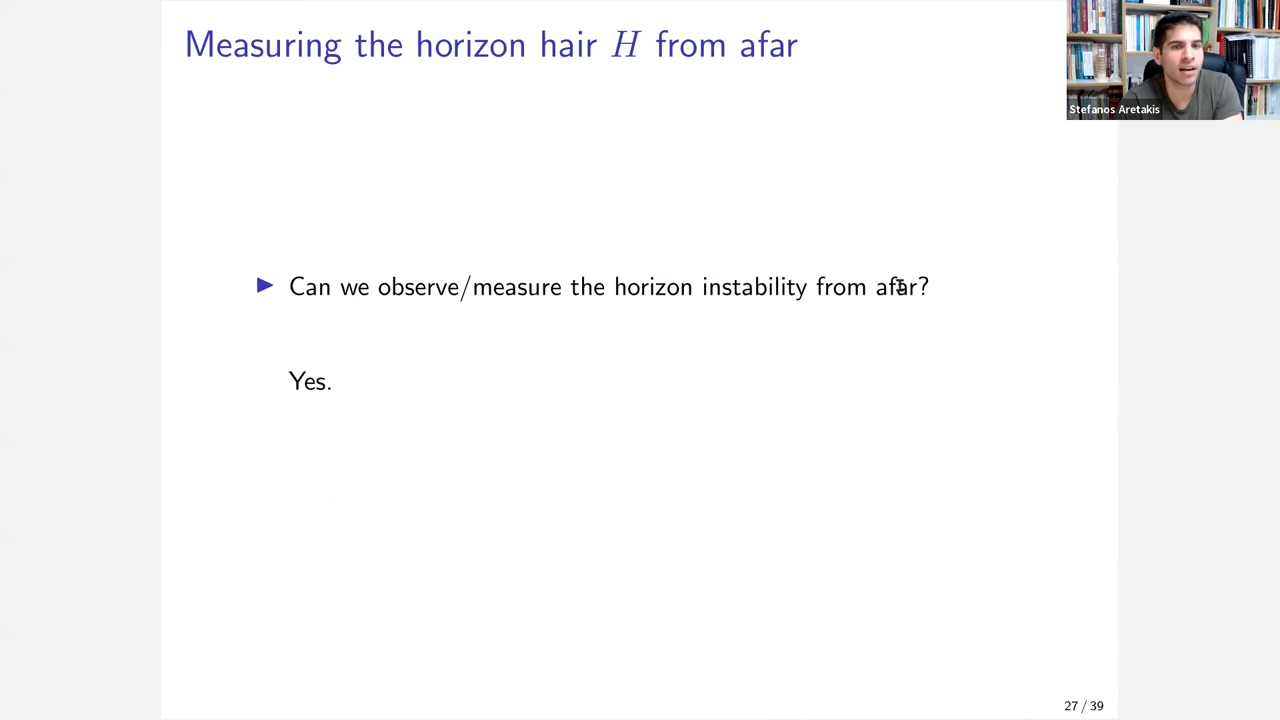 Measuring the horizon hair H from afar
Stefanos Aretakis
▶ Can we observe/measure the horizon instability from afar?
Yes.
27 / 39